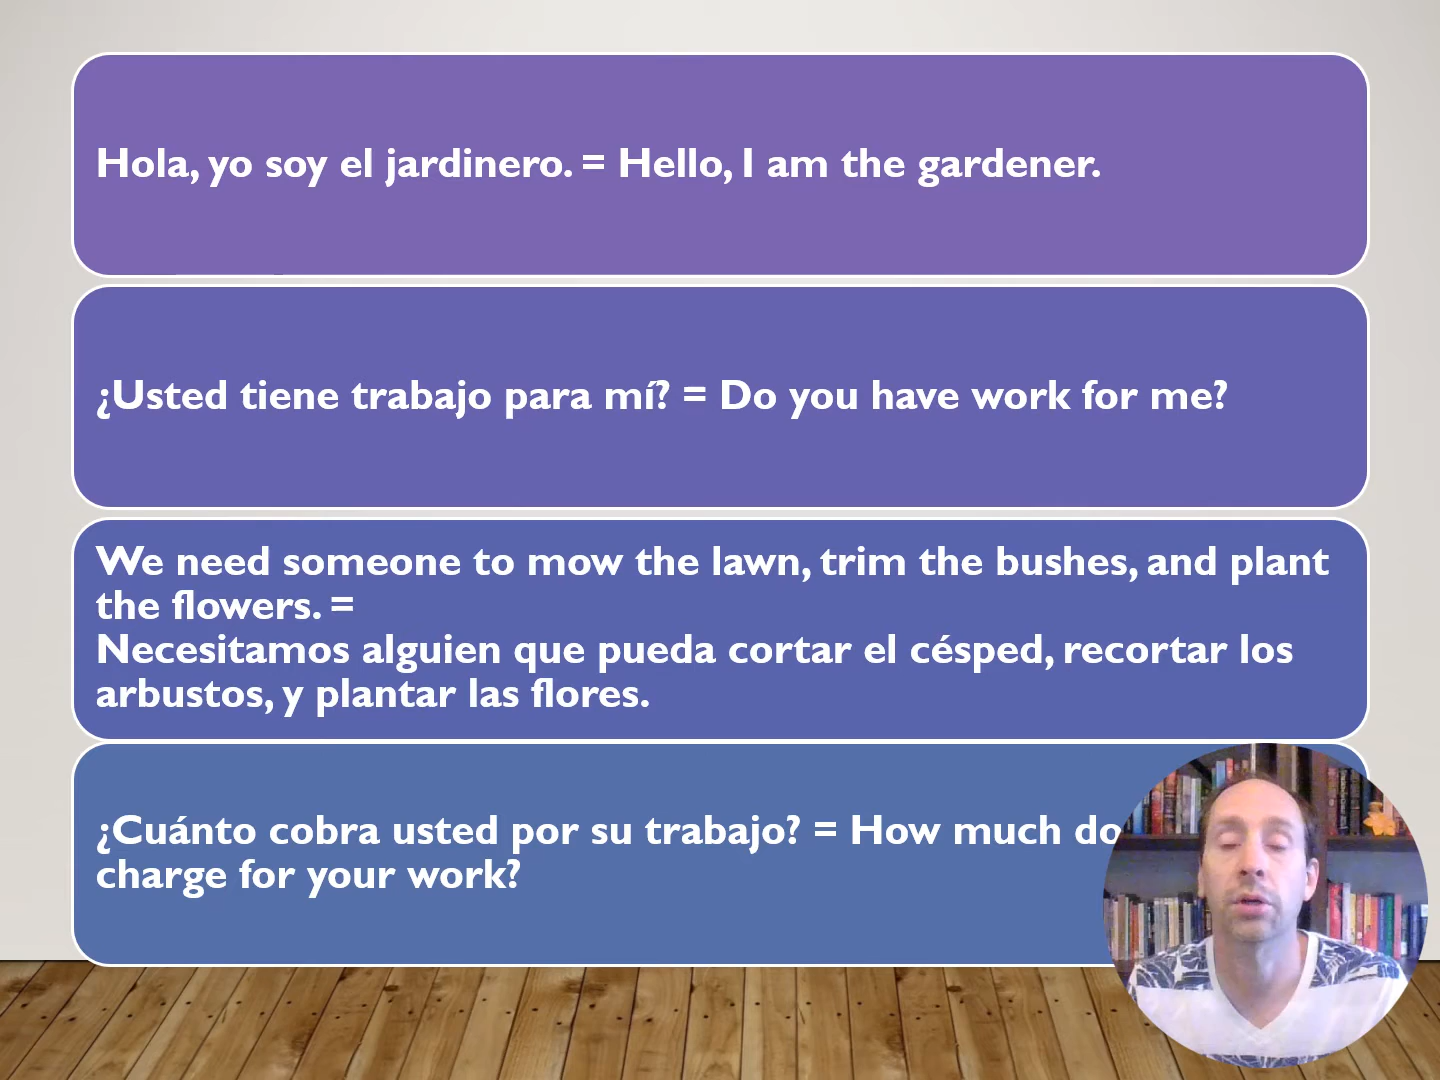 Hola, yo soy el jardinero. = Hello, I am the gardener.
¿Usted tiene trabajo para mí? = Do you have work for me?
We need someone to mow the lawn, trim the bushes, and plant
the flowers. =
Necesitamos alguien que pueda cortar el césped, recortar los
arbustos, y plantar las flores.
¿Cuánto cobra usted por su trabajo? = How much do
charge for your work?